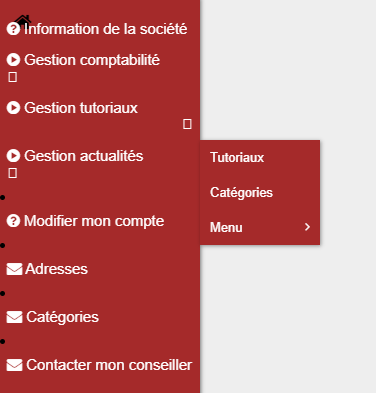 Information de la société
Gestion comptabilité
Gestion tutoriaux
Gestion actualités
Tutoriaux
Catégories
Menu
Modifier mon compte
Adresses
Catégories
Contacter mon conseiller